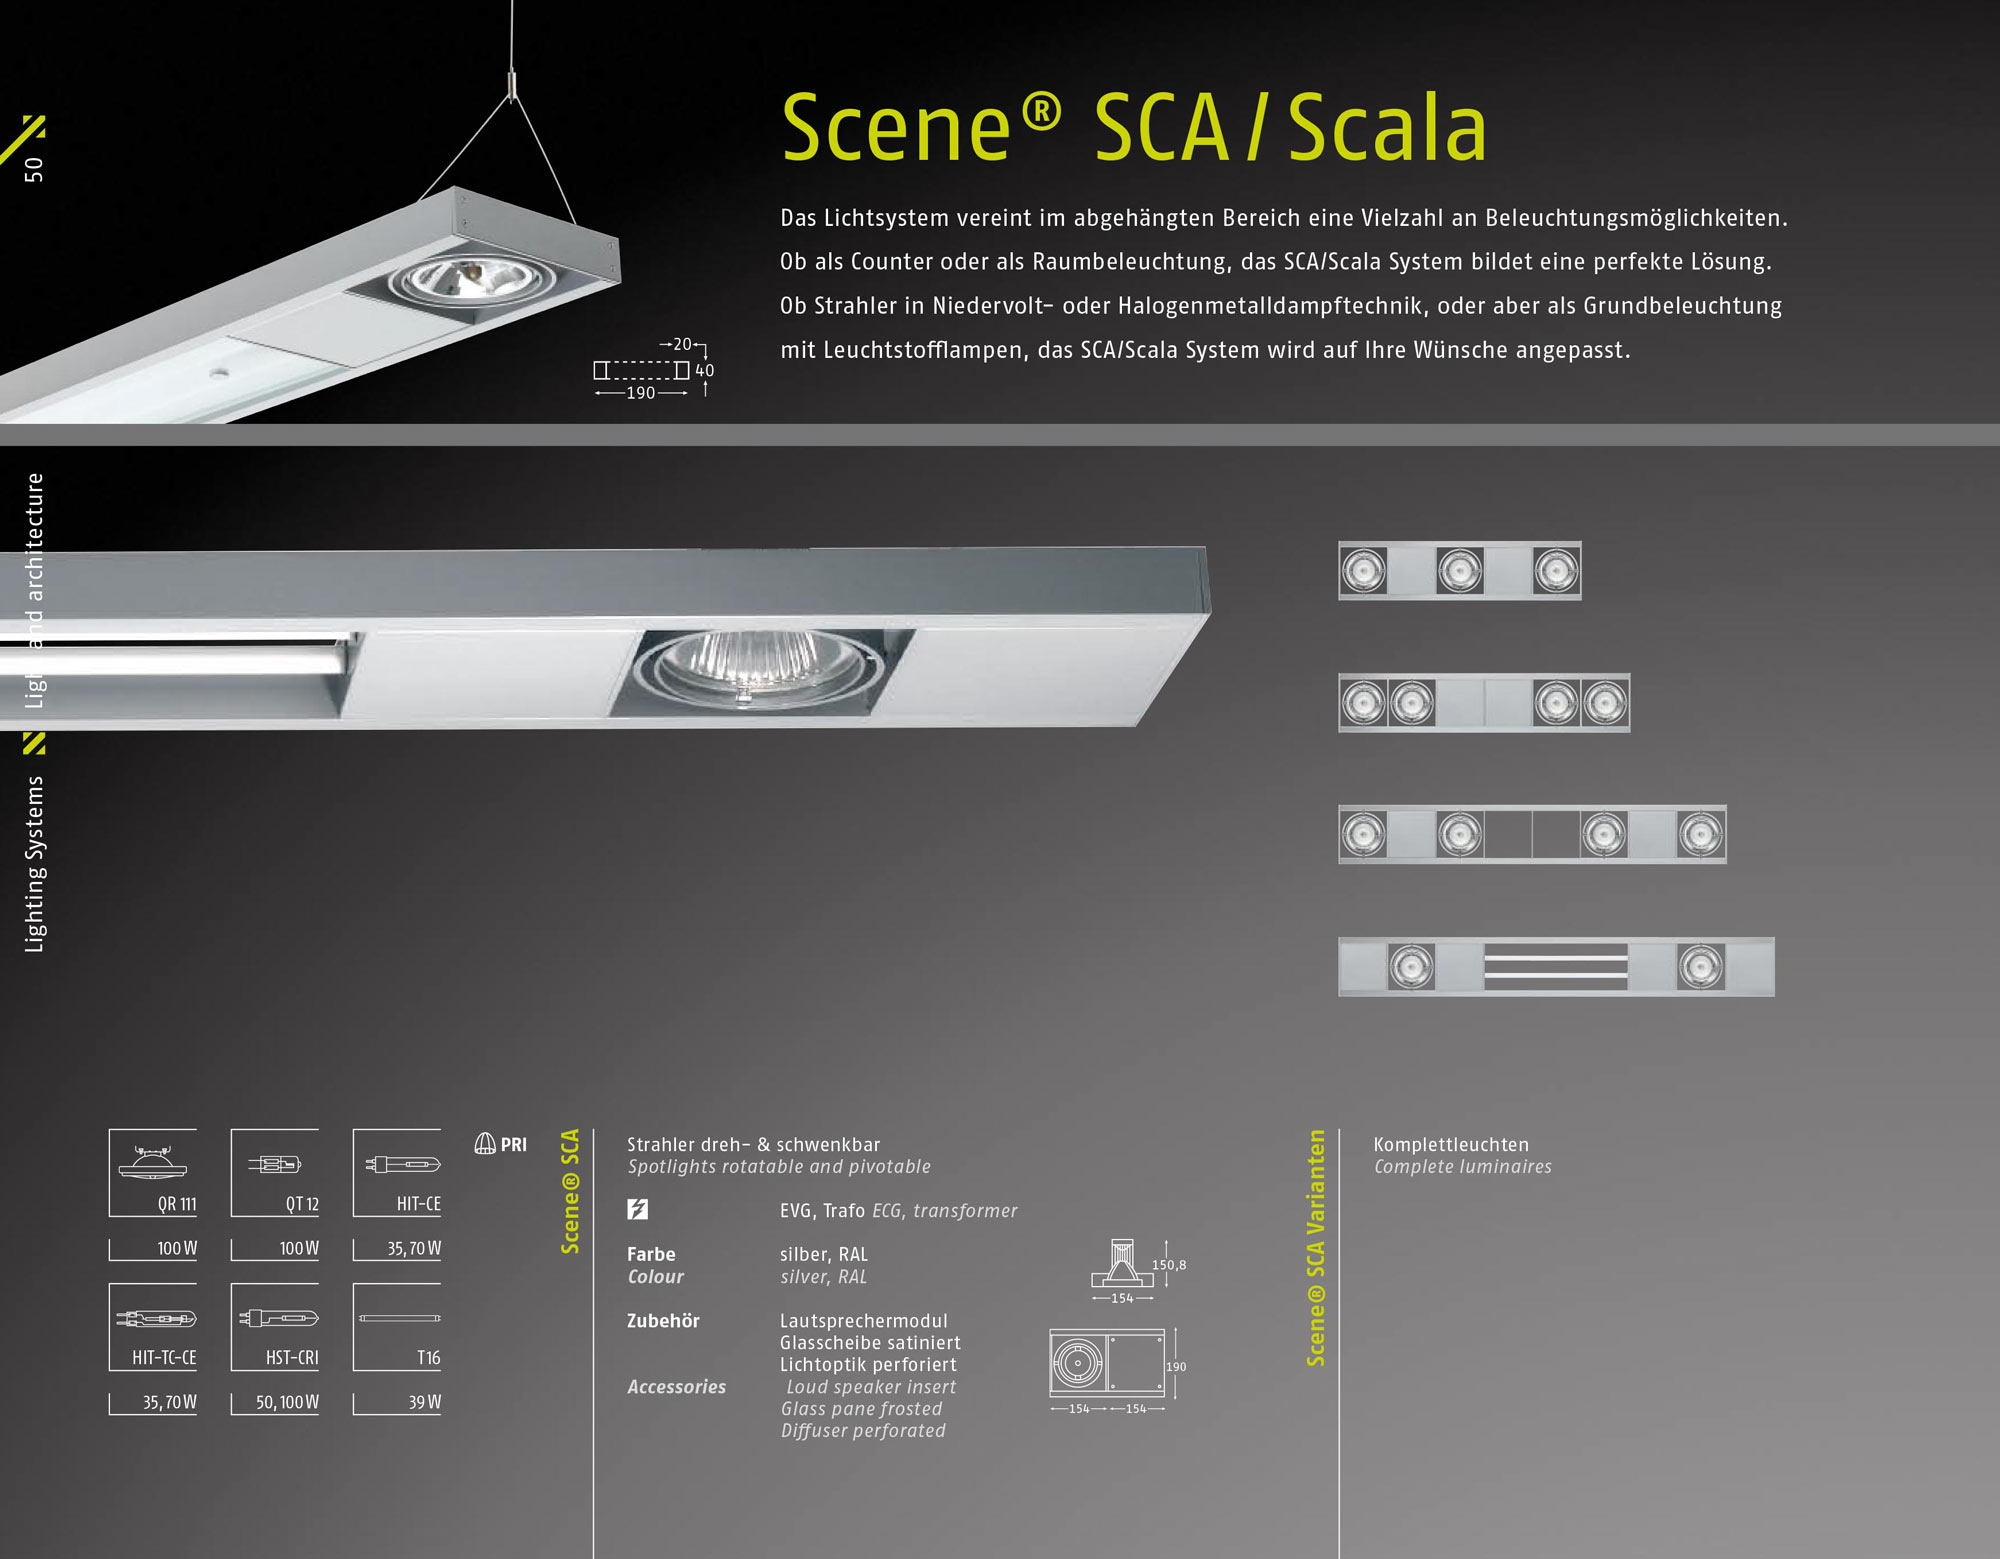 50
Scene® SCA / Scala
Das Lichtsystem vereint im abgehängten Bereich eine Vielzahl an Beleuchtungsmöglichkeiten.
Ob als Counter oder als Raumbeleuchtung, das SCA/Scala System bildet eine perfekte Lösung.
Ob Strahler in Niedervolt- oder Halogenmetalldampftechnik, oder aber als Grundbeleuchtung
mit Leuchtstofflampen, das SCA/Scala System wird auf Ihre Wünsche angepasst.
20
40
190
Light and architecture
Lighting Systems
QR 111
QT 12
HIT-CE
100 W
100 W
35, 70 W
HIT-TC-CE
HST-CRI
T16
35, 70 W
50, 100 W
39 W
PRI
Scene® SCA
Strahler dreh- & schwenkbar
Spotlights rotatable and pivotable
EVG, Trafo ECG, transformer
Farbe silber, RAL
Colour silver, RAL
Zubehör Lautsprechermodul
Glasscheibe satiniert
Lichtoptik perforiert
Accessories Loud speaker insert
Glass pane frosted
Diffuser perforated
150,8
154
190
154 154
Scene® SCA Varianten
Komplettleuchten
Complete luminaires